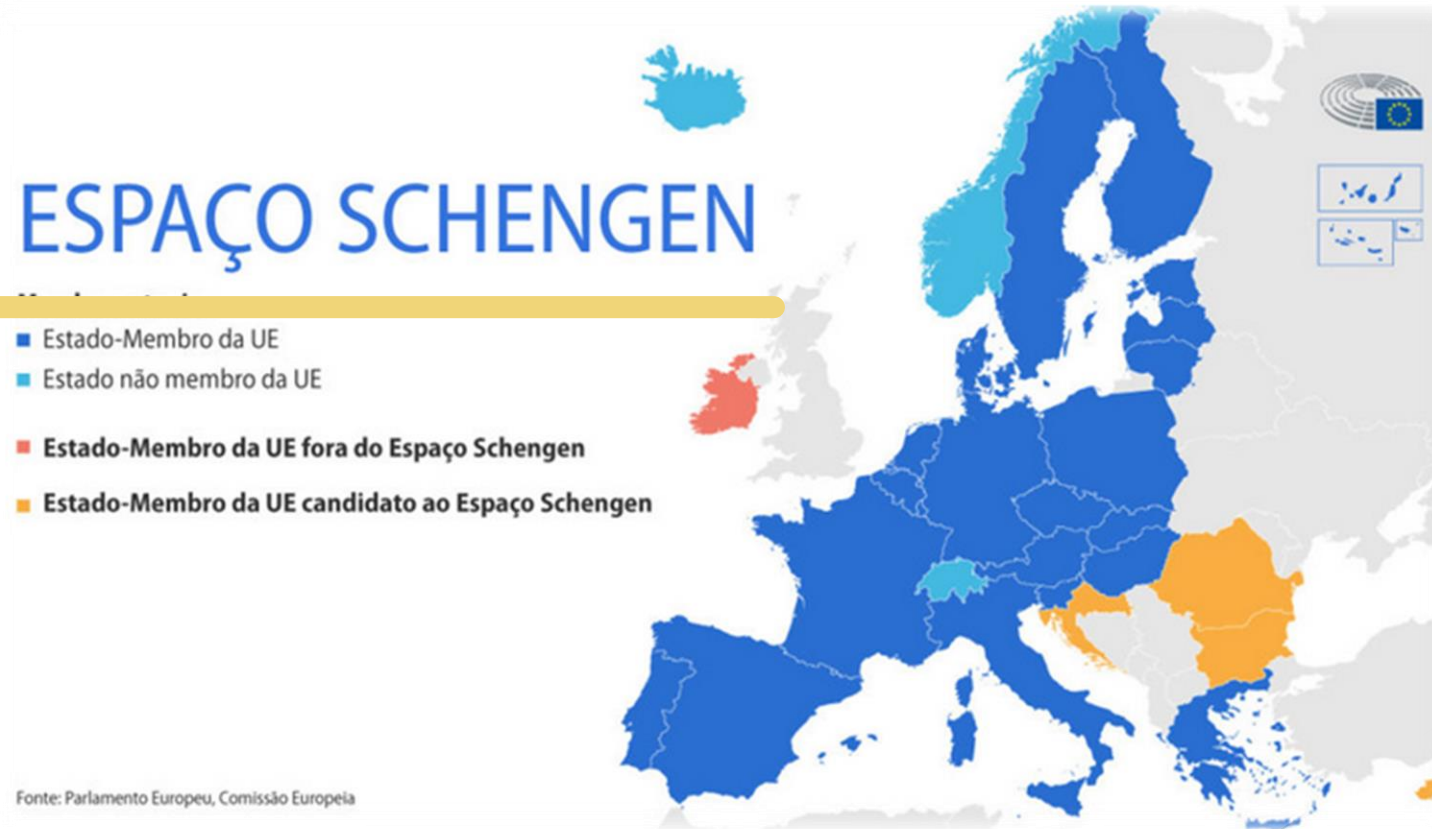 ESPAÇO SCHENGEN
Estado-Membro da UE
Estado não membro da UE
Estado-Membro da UE fora do Espaço Schengen
Estado-Membro da UE candidato ao Espaço Schengen
Fonte: Parlamento Europeu, Comissão Europeia